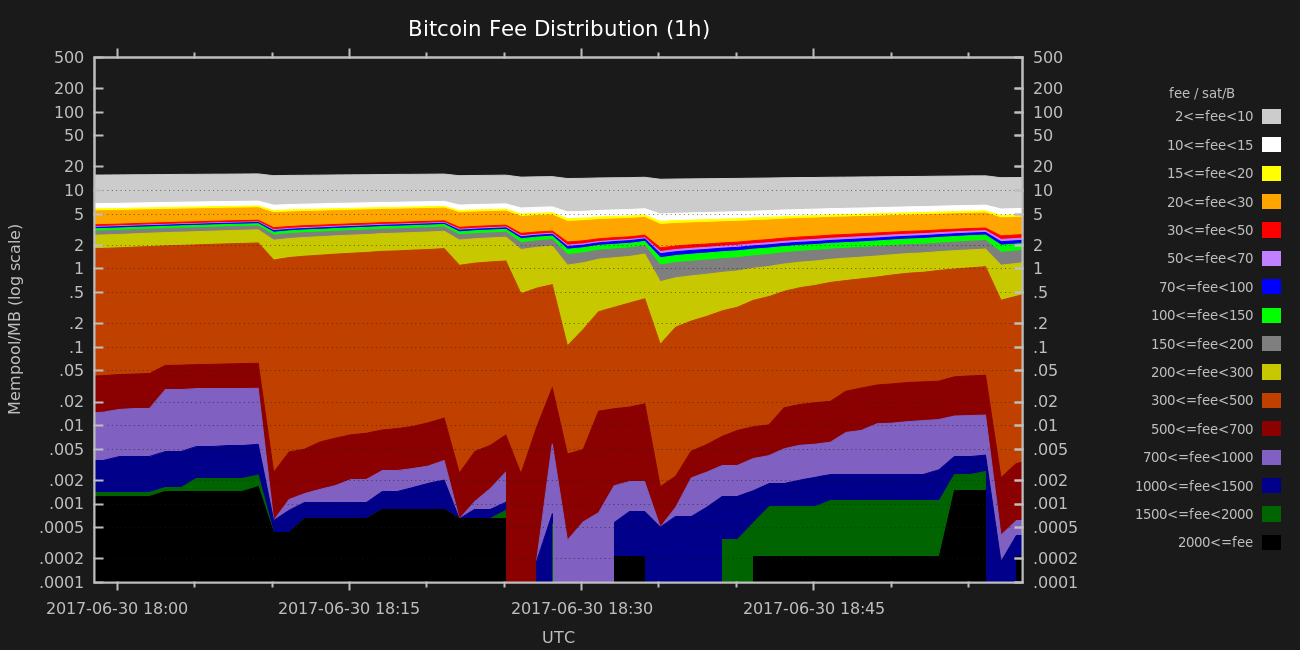 Bitcoin Fee Distribution (1h)
500
200
100
50
20
10
5
2
1
.5
.2
.1
.05
.02
.01
.005
.002
.001
.0005
.0002
.0001
Mempool/MB (log scale)
500
200
100
50
20
10
5
2
1
.5
.2
.1
.05
.02
.01
.005
.002
.001
.0005
.0002
.0001
2017-06-30 18:00
2017-06-30 18:15
2017-06-30 18:30
2017-06-30 18:45
UTC
fee / sat/B
2<=fee<10
10<=fee<15
15<=fee<20
20<=fee<30
30<=fee<50
50<=fee<70
70<=fee<100
100<=fee<150
150<=fee<200
200<=fee<300
300<=fee<500
500<=fee<700
700<=fee<1000
1000<=fee<1500
1500<=fee<2000
2000<=fee